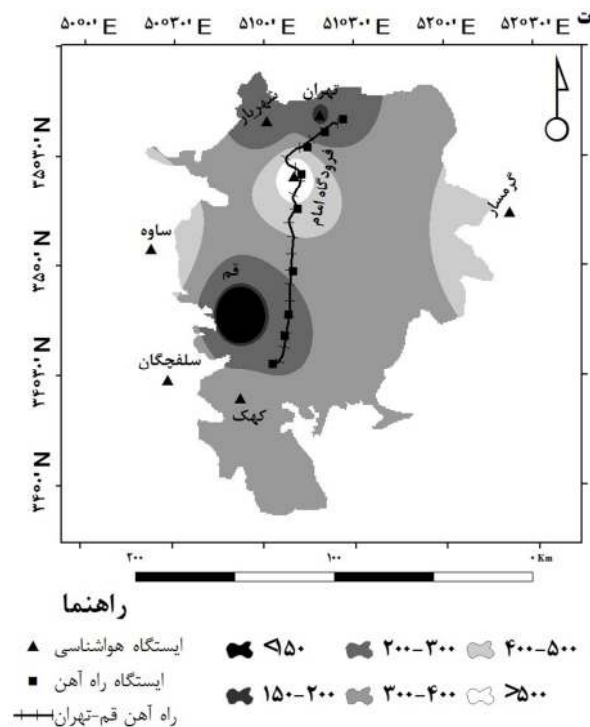 ت
۵۰°۰' E ۵۰°۳۰' E ۵۱°۰' E ۵۱°۳۰' E ۵۲°۰' E ۵۲°۳۰' E
۳۵°۳۰' N
۳۵°۰' N
۳۴°۳۰' N
۳۴°۰' N
تهران
شهریار
فرودگاه امام
گرمسار
ساوه
قم
سلفچگان
کهک
۲۰۰ ۱۰۰ ۰ Km
راهنما
ایستگاه هواشناسی
ایستگاه راه آهن
راه آهن قم-تهران
<۱۵۰
۲۰۰-۳۰۰
۴۰۰-۵۰۰
۱۵۰-۲۰۰
۳۰۰-۴۰۰
>۵۰۰